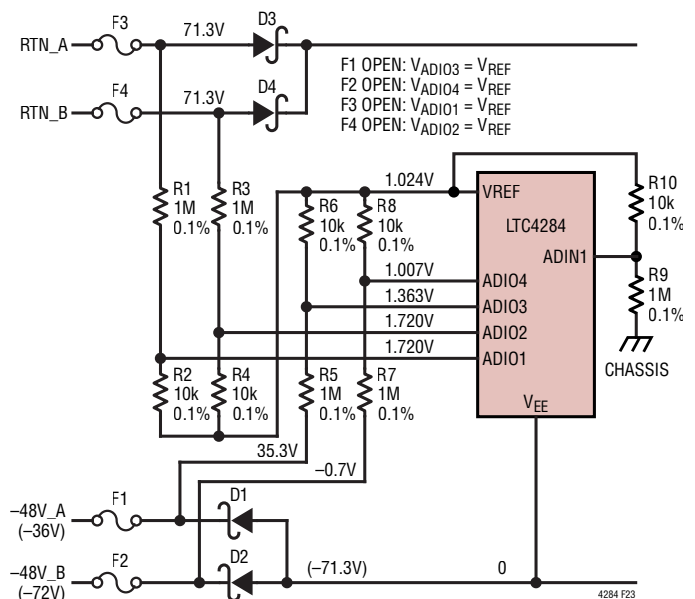 F3
D3
RTN_A
71.3V
F4
71.3V
D4
RTN_B
F1 OPEN: VADIO3 = VREF
F2 OPEN: VADIO4 = VREF
F3 OPEN: VADIO1 = VREF
F4 OPEN: VADIO2 = VREF
R1
1M
0.1%
R3
1M
0.1%
1.024V
R6
10k
0.1%
R8
10k
0.1%
VREF
LTC4284
ADIN1
R10
10k
0.1%
R9
1M
0.1%
CHASSIS
1.007V
ADIO4
1.363V
ADIO3
1.720V
ADIO2
1.720V
ADIO1
VEE
R2
10k
0.1%
R4
10k
0.1%
R5
1M
0.1%
R7
1M
0.1%
35.3V
–0.7V
–48V_A
(–36V)
F1
D1
–48V_B
(–72V)
F2
D2
(–71.3V)
0
4284 F23